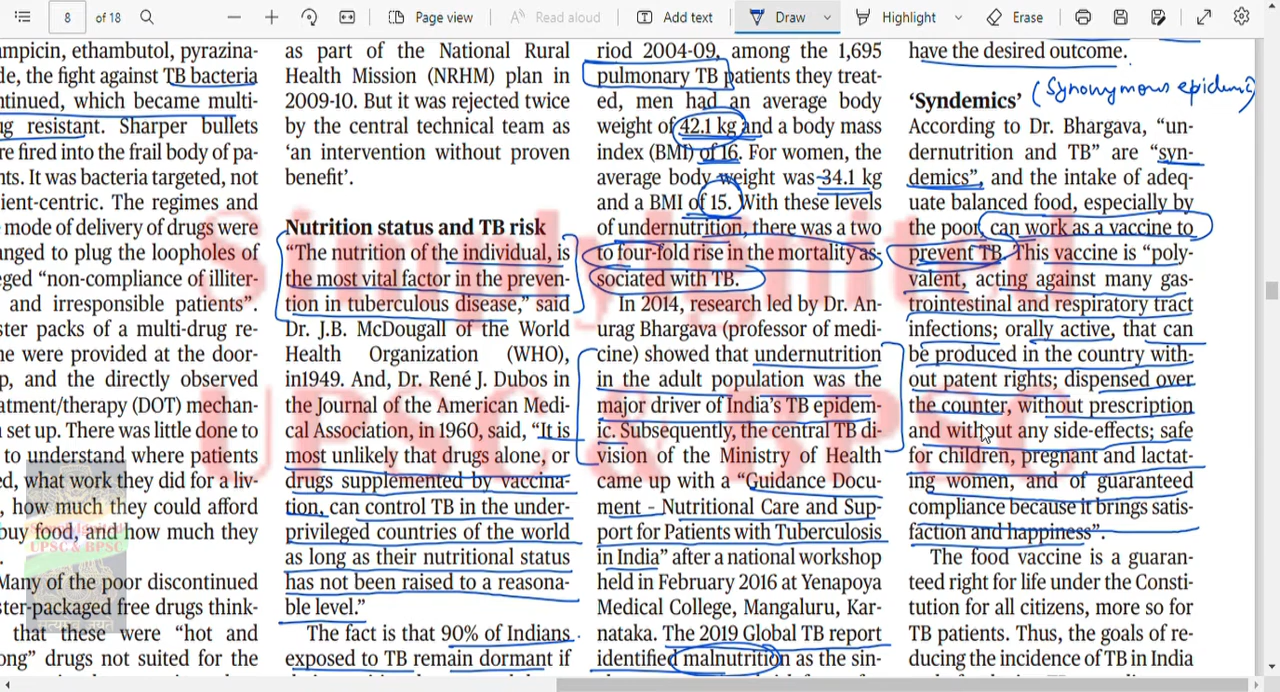 8 of 18
Page view
Read aloud
Add text
Draw
Highlight
Erase
ampicin, ethambutol, pyrazina-
de, the fight against TB bacteria
ntinued, which became multi-
ug resistant. Sharper bullets
re fired into the frail body of pa-
nts. It was bacteria targeted, not
ient-centric. The regimes and
mode of delivery of drugs were
anged to plug the loopholes of
ged “non-compliance of illiter-
and irresponsible patients”.
ster packs of a multi-drug re-
ne were provided at the door-
p, and the directly observed
atment/therapy (DOT) mechan-
set up. There was little done to
to understand where patients
ed, what work they did for a liv-
, how much they could afford
buy food, and how much they
Many of the poor discontinued
ster-packaged free drugs think-
that these were “hot and
ong” drugs not suited for the
as part of the National Rural
Health Mission (NRHM) plan in
2009-10. But it was rejected twice
by the central technical team as
‘an intervention without proven
benefit’.
Nutrition status and TB risk
“The nutrition of the individual, is
the most vital factor in the preven-
tion in tuberculous disease,” said
Dr. J.B. McDougall of the World
Health Organization (WHO),
in1949. And, Dr. René J. Dubos in
the Journal of the American Medi-
cal Association, in 1960, said, “It is
most unlikely that drugs alone, or
drugs supplemented by vaccina-
tion, can control TB in the under-
privileged countries of the world
as long as their nutritional status
has not been raised to a reasona-
ble level.”
The fact is that 90% of Indians
exposed to TB remain dormant if
riod 2004-09, among the 1,695
pulmonary TB patients they treat-
ed, men had an average body
weight of 42.1 kg and a body mass
index (BMI) of 16. For women, the
average body weight was 34.1 kg
and a BMI of 15. With these levels
of undernutrition, there was a two
to four-fold rise in the mortality as-
sociated with TB.
In 2014, research led by Dr. An-
urag Bhargava (professor of medi-
cine) showed that undernutrition
in the adult population was the
major driver of India’s TB epidem-
ic. Subsequently, the central TB di-
vision of the Ministry of Health
came up with a “Guidance Docu-
ment - Nutritional Care and Sup-
port for Patients with Tuberculosis
in India” after a national workshop
held in February 2016 at Yenapoya
Medical College, Mangaluru, Kar-
nataka. The 2019 Global TB report
identified malnutrition as the sin-
have the desired outcome.
‘Syndemics’ (Synonymous epidemic)
According to Dr. Bhargava, “un-
dernutrition and TB” are “syn-
demics”, and the intake of adeq-
uate balanced food, especially by
the poor, can work as a vaccine to
prevent TB. This vaccine is “poly-
valent, acting against many gas-
trointestinal and respiratory tract
infections; orally active, that can
be produced in the country with-
out patent rights; dispensed over
the counter, without prescription
and without any side-effects; safe
for children, pregnant and lactat-
ing women, and of guaranteed
compliance because it brings satis-
faction and happiness”.
The food vaccine is a guaran-
teed right for life under the Consti-
tution for all citizens, more so for
TB patients. Thus, the goals of re-
ducing the incidence of TB in India
Simplygnited
UPSC & BPSC
UPSC & BPSC